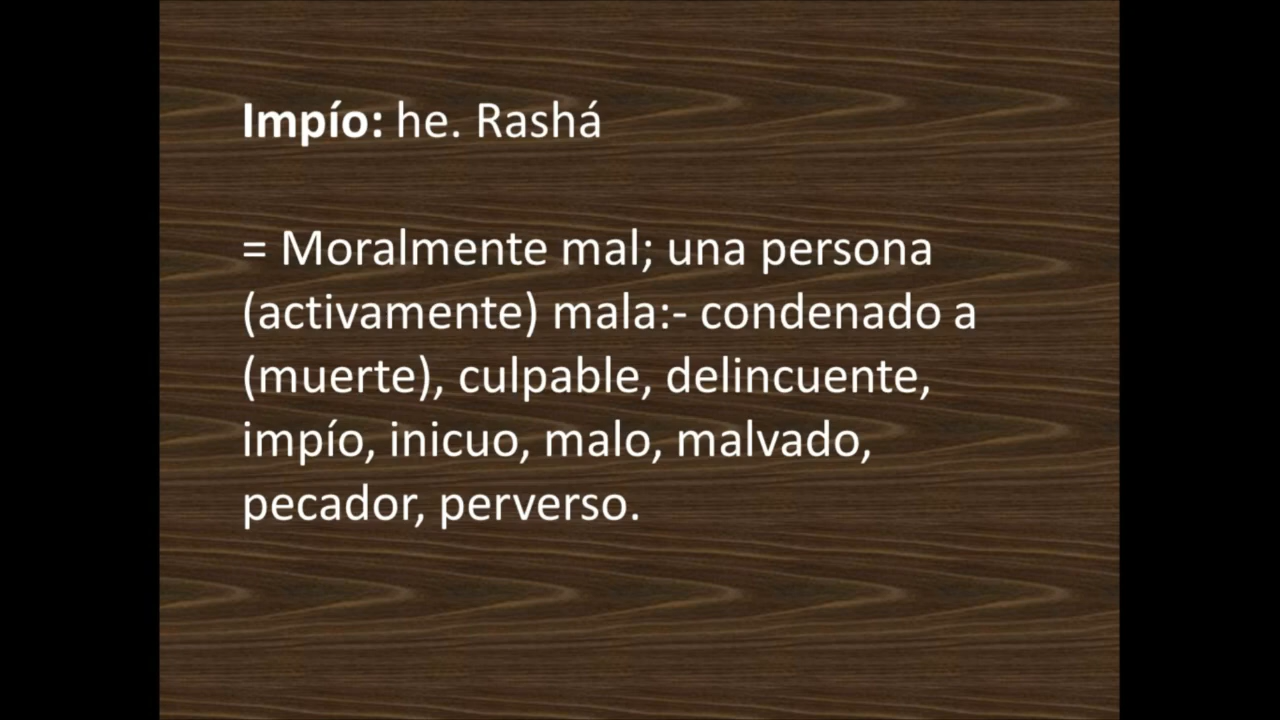 Impío: he. Rashá
= Moralmente mal; una persona
(activamente) mala:- condenado a
(muerte), culpable, delincuente,
impío, inicuo, malo, malvado,
pecador, perverso.